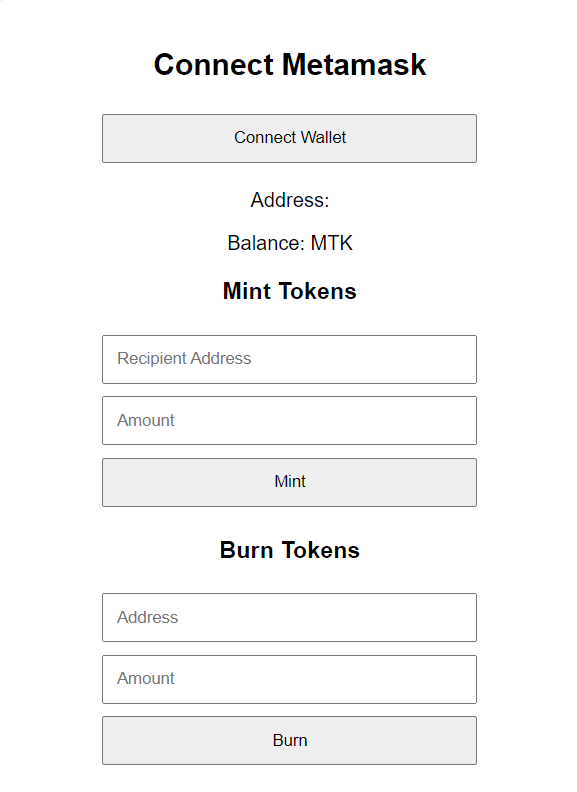 Connect Metamask
Connect Wallet
Address:
Balance: MTK
Mint Tokens
Recipient Address
Amount
Mint
Burn Tokens
Address
Amount
Burn